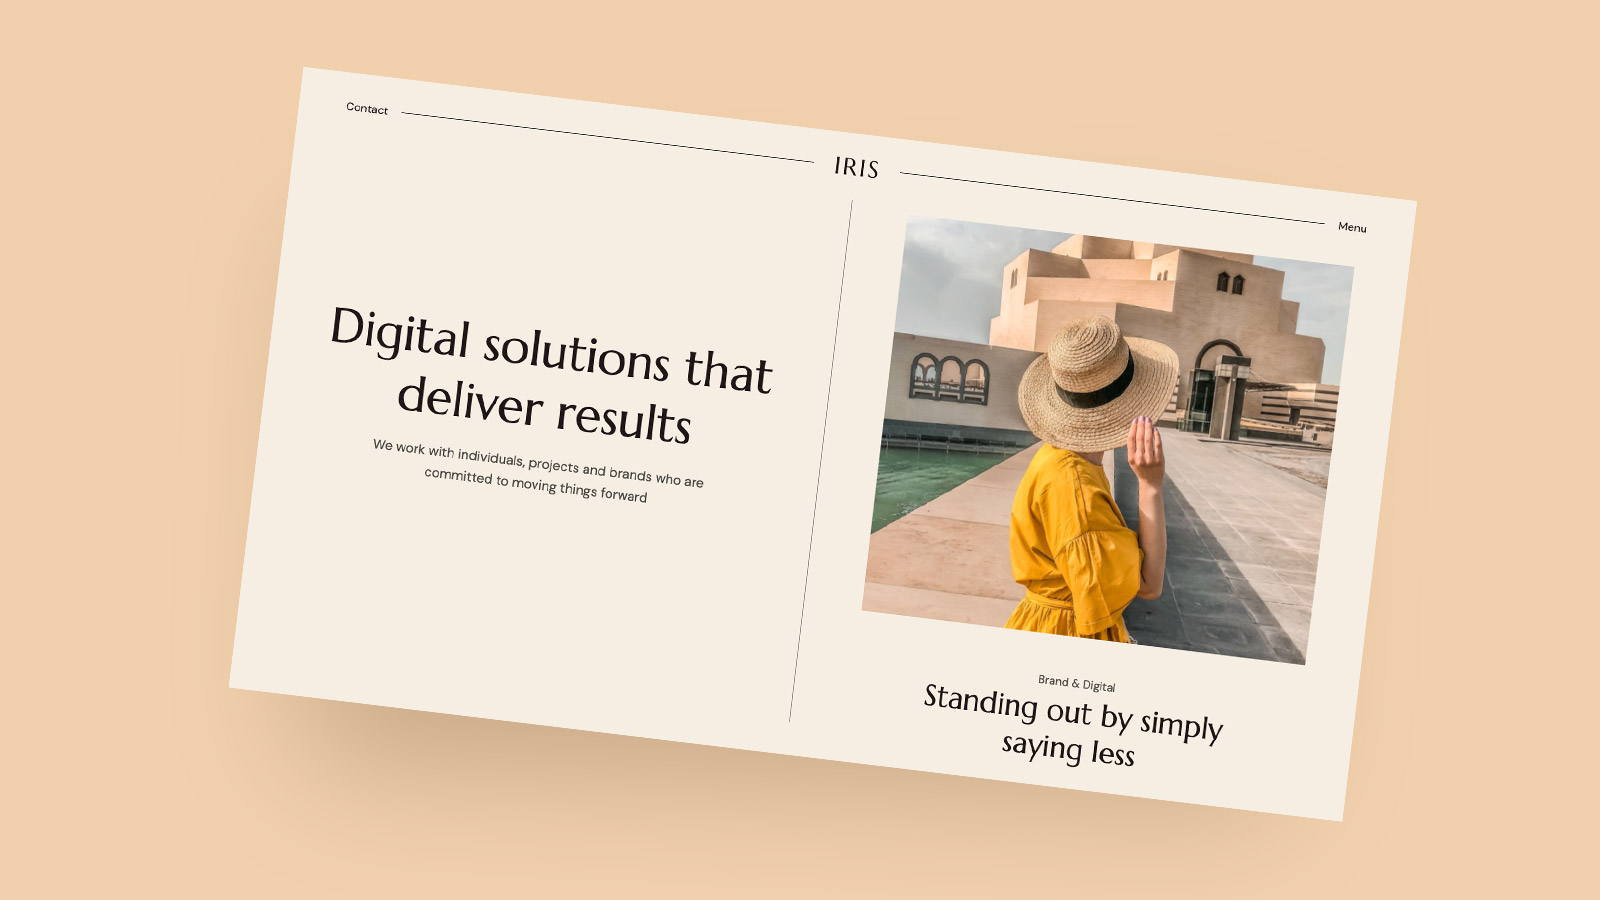 Contact
IRIS
Menu
Digital solutions that
deliver results
We work with individuals, projects and brands who are
committed to moving things forward
Brand & Digital
Standing out by simply
saying less